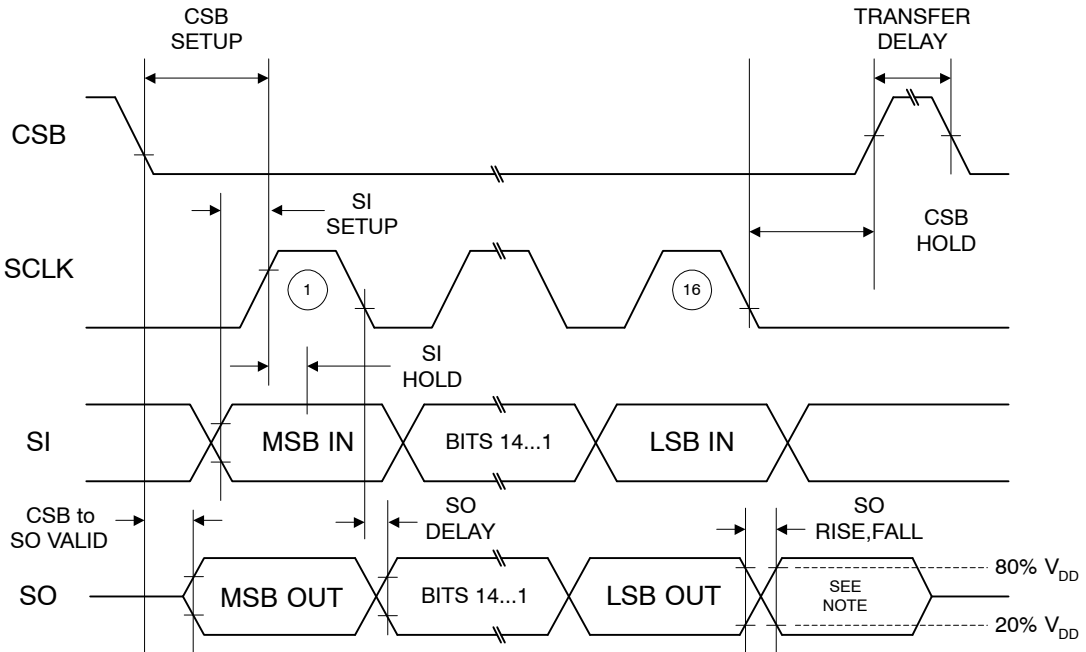 CSB
SETUP
TRANSFER
DELAY
CSB
SI
SETUP
CSB
HOLD
SCLK
1
16
SI
HOLD
SI
MSB IN
BITS 14...1
LSB IN
CSB to
SO VALID
SO
DELAY
SO
RISE,FALL
80% VDD
SO
MSB OUT
BITS 14...1
LSB OUT
SEE
NOTE
20% VDD